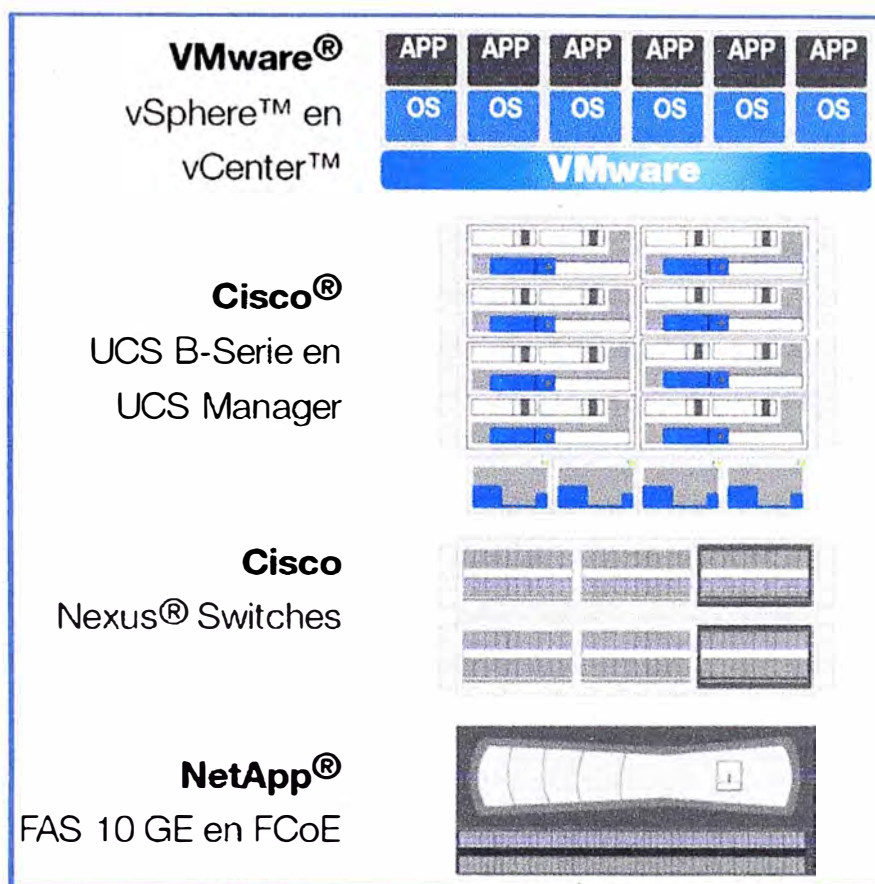 VMware®
vSphere™ en
vCenter™
APP APP APP APP APP APP
OS OS OS OS OS OS
VMware
Cisco®
UCS B-Serie en
UCS Manager
Cisco
Nexus® Switches
NetApp®
FAS 10 GE en FCoE